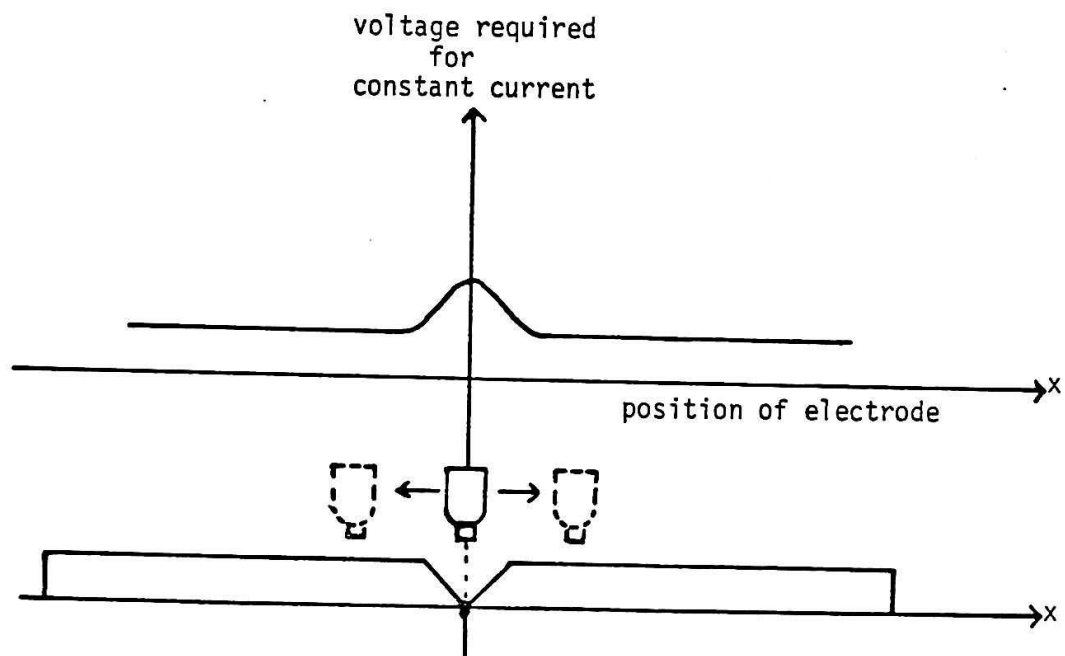 voltage required
for
constant current
x
position of electrode
x